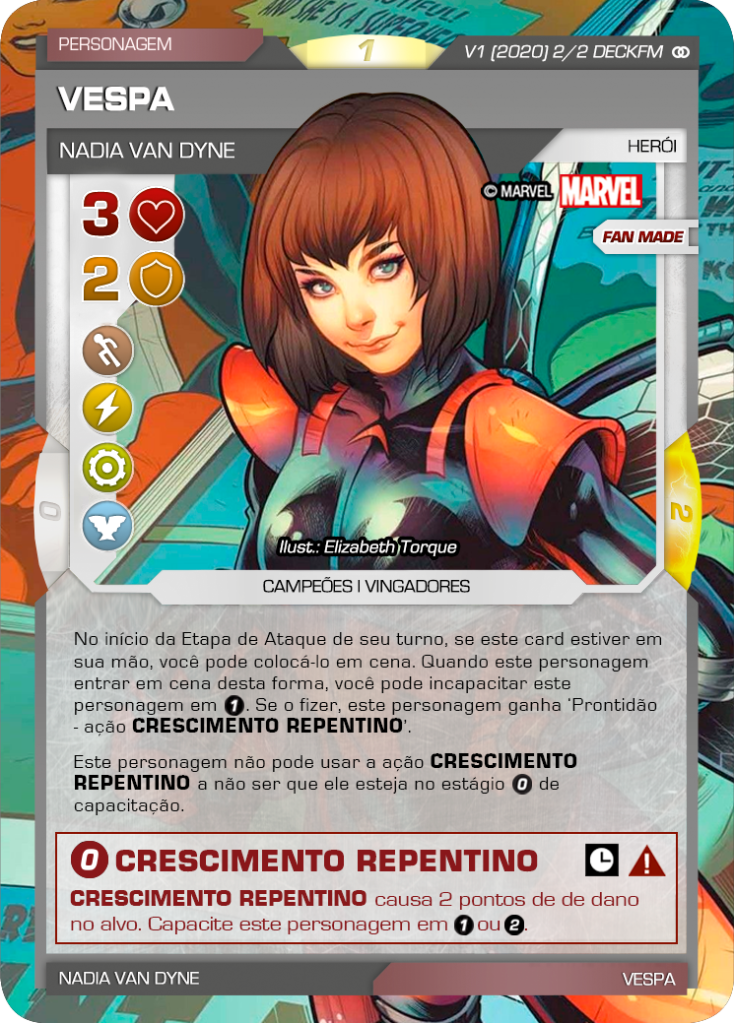 PERSONAGEM
1
V1 (2020) 2/2 DECKFM
VESPA
NADIA VAN DYNE
HERÓI
© MARVEL MARVEL
FAN MADE
3
2
0
2
Ilust.: Elizabeth Torque
CAMPEÕES | VINGADORES
No início da Etapa de Ataque de seu turno, se este card estiver em
sua mão, você pode colocá-lo em cena. Quando este personagem
entrar em cena desta forma, você pode incapacitar este
personagem em 1. Se o fizer, este personagem ganha 'Prontidão
- ação CRESCIMENTO REPENTINO'.
Este personagem não pode usar a ação CRESCIMENTO
REPENTINO a não ser que ele esteja no estágio 0 de
capacitação.
0 CRESCIMENTO REPENTINO
CRESCIMENTO REPENTINO causa 2 pontos de de dano
no alvo. Capacite este personagem em 1 ou 2.
NADIA VAN DYNE
VESPA